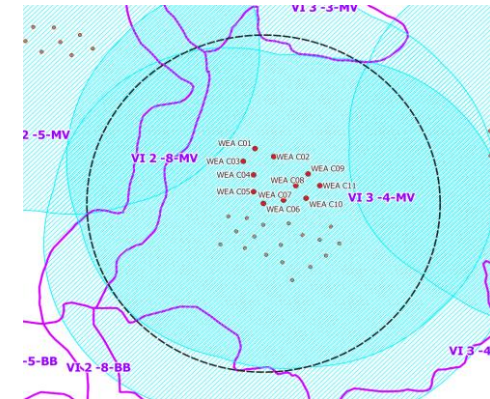 VI 3 -3-MV
2 -5-MV
VI 2 -8-MV
WEA C01
WEA C02
WEA C03
WEA C09
WEA C04
WEA C08
WEA C11
WEA C05
WEA C07
VI 3 -4-MV
WEA C10
WEA C06
-5-BB
VI 2 -8-BB
VI 3 -4